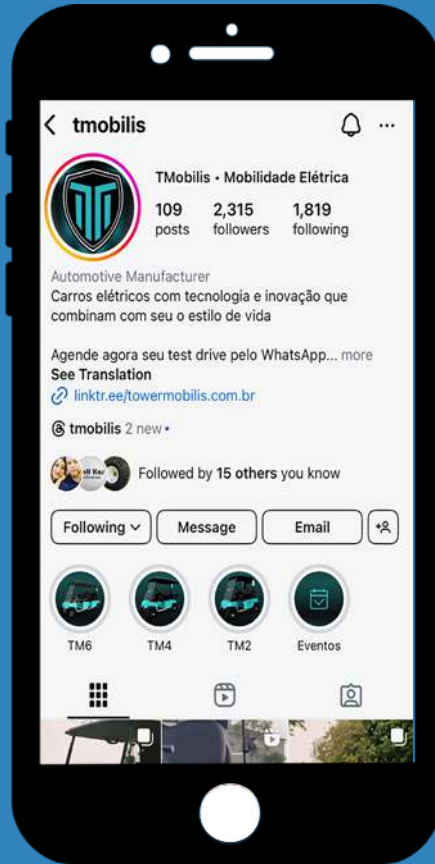 tmobilis
TMobilis • Mobilidade Elétrica
109 2,315 1,819
posts followers following
Automotive Manufacturer
Carros elétricos com tecnologia e inovação que
combinam com seu o estilo de vida
Agende agora seu test drive pelo WhatsApp... more
See Translation
linktr.ee/towermobilis.com.br
tmobilis 2 new •
Followed by 15 others you know
Following Message Email
TM6 TM4 TM2 Eventos